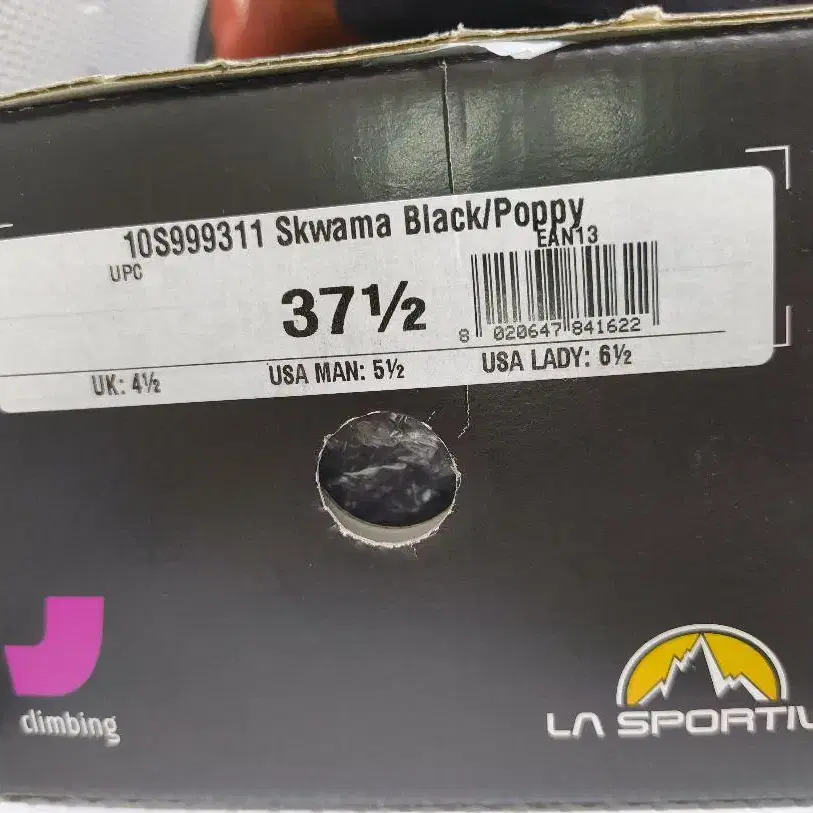 10S999311 Skwama Black/Poppy
UPC
EAN13
37½
8 020647 841622
UK: 4½
USA MAN: 5½
USA LADY: 6½
climbing
LA SPORTIV